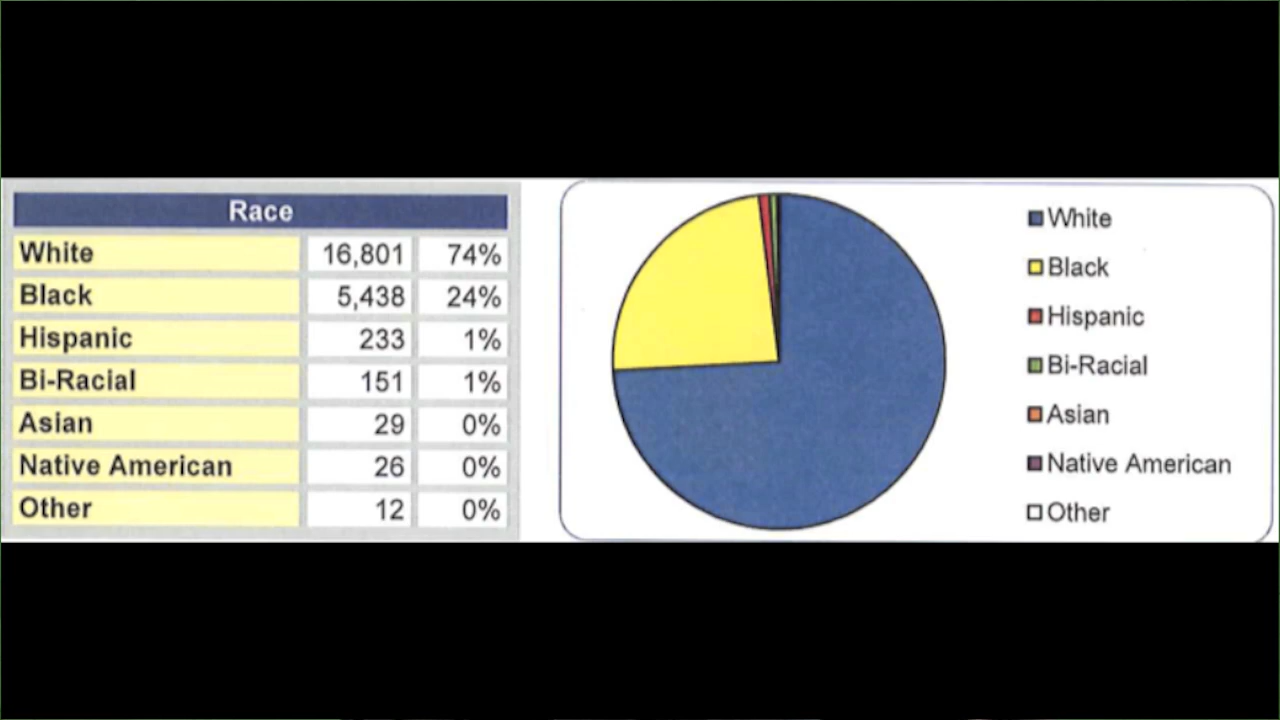 Race
White 16,801 74%
Black 5,438 24%
Hispanic 233 1%
Bi-Racial 151 1%
Asian 29 0%
Native American 26 0%
Other 12 0%
White
Black
Hispanic
Bi-Racial
Asian
Native American
Other